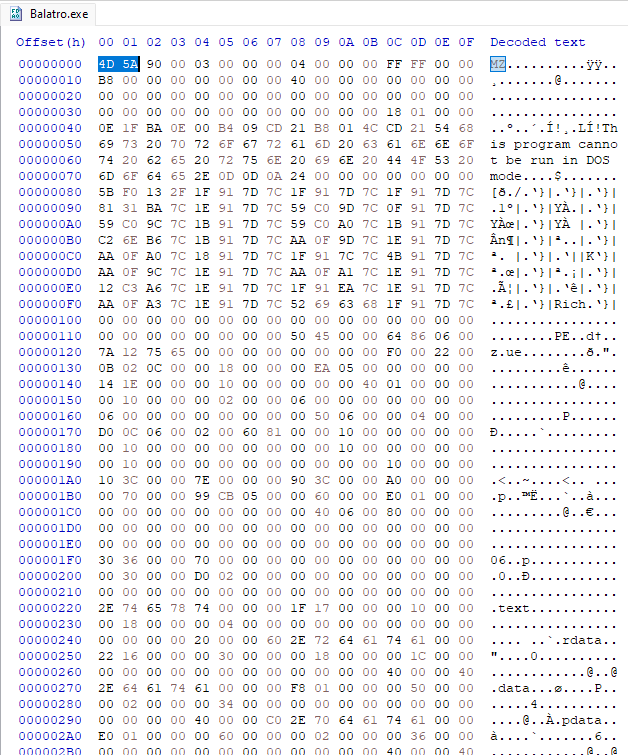 Balatro.exe
Offset(h) 00 01 02 03 04 05 06 07 08 09 0A 0B 0C 0D 0E 0F Decoded text
00000000 4D 5A 90 00 03 00 00 00 04 00 00 00 FF FF 00 00 MZ..........ÿÿ..
00000010 B8 00 00 00 00 00 00 00 40 00 00 00 00 00 00 00 ¸.......@.......
00000020 00 00 00 00 00 00 00 00 00 00 00 00 00 00 00 00 ................
00000030 00 00 00 00 00 00 00 00 00 00 00 00 18 01 00 00 ................
00000040 0E 1F BA 0E 00 B4 09 CD 21 B8 01 4C CD 21 54 68 ..º..´.Í!¸.LÍ!Th
00000050 69 73 20 70 72 6F 67 72 61 6D 20 63 61 6E 6E 6F is program canno
00000060 74 20 62 65 20 72 75 6E 20 69 6E 20 44 4F 53 20 t be run in DOS
00000070 6D 6F 64 65 2E 0D 0D 0A 24 00 00 00 00 00 00 00 mode....$.......
00000080 5B F0 13 2F 1F 91 7D 7C 1F 91 7D 7C 1F 91 7D 7C [ð./.‘}|.‘}|.‘}|
00000090 81 31 BA 7C 1E 91 7D 7C 59 C0 9D 7C 0F 91 7D 7C .1º|.‘}|YÀ.|.‘}|
000000A0 59 C0 9C 7C 1B 91 7D 7C 59 C0 A0 7C 1B 91 7D 7C YÀœ|.‘}|YÀ |.‘}|
000000B0 C2 6E B6 7C 1B 91 7D 7C AA 0F 9D 7C 1E 91 7D 7C Ân¶|.‘}|ª..|.‘}|
000000C0 AA 0F A0 7C 18 91 7D 7C 1F 91 7C 7C 4B 91 7D 7C ª. |.‘}|.‘||K‘}|
000000D0 AA 0F 9C 7C 1E 91 7D 7C AA 0F A1 7C 1E 91 7D 7C ª.œ|.‘}|ª.¡|.‘}|
000000E0 12 C3 A6 7C 1E 91 7D 7C 1F 91 EA 7C 1E 91 7D 7C .Ã¦|.‘}|.‘ê|.‘}|
000000F0 AA 0F A3 7C 1E 91 7D 7C 52 69 63 68 1F 91 7D 7C ª.£|.‘}|Rich.‘}|
00000100 00 00 00 00 00 00 00 00 00 00 00 00 00 00 00 00 ................
00000110 00 00 00 00 00 00 00 00 50 45 00 00 64 86 06 00 ........PE..d†..
00000120 7A 12 75 65 00 00 00 00 00 00 00 00 F0 00 22 00 z.ue........ð.".
00000130 0B 02 0C 00 00 18 00 00 00 EA 05 00 00 00 00 00 .........ê......
00000140 14 1E 00 00 00 10 00 00 00 00 00 40 01 00 00 00 ...........@....
00000150 00 10 00 00 00 02 00 00 06 00 00 00 00 00 00 00 ................
00000160 06 00 00 00 00 00 00 00 00 50 06 00 00 04 00 00 .........P......
00000170 D0 0C 06 00 02 00 60 81 00 00 10 00 00 00 00 00 Ð.....`.........
00000180 00 10 00 00 00 00 00 00 00 00 10 00 00 00 00 00 ................
00000190 00 10 00 00 00 00 00 00 00 00 00 00 10 00 00 00 ................
000001A0 10 3C 00 00 7E 00 00 00 90 3C 00 00 A0 00 00 00 .<..~....<.. ...
000001B0 00 70 00 00 99 CB 05 00 00 60 00 00 E0 01 00 00 .p..™Ë...`..à...
000001C0 00 00 00 00 00 00 00 00 00 40 06 00 80 00 00 00 .........@..€...
000001D0 00 00 00 00 00 00 00 00 00 00 00 00 00 00 00 00 ................
000001E0 00 00 00 00 00 00 00 00 00 00 00 00 00 00 00 00 ................
000001F0 30 36 00 00 70 00 00 00 00 00 00 00 00 00 00 00 06..p...........
00000200 00 30 00 00 D0 02 00 00 00 00 00 00 00 00 00 00 .0..Ð...........
00000210 00 00 00 00 00 00 00 00 00 00 00 00 00 00 00 00 ................
00000220 2E 74 65 78 74 00 00 00 1F 17 00 00 00 10 00 00 .text...........
00000230 00 18 00 00 00 04 00 00 00 00 00 00 00 00 00 00 ................
00000240 00 00 00 00 20 00 00 60 2E 72 64 61 74 61 00 00 .... ..`.rdata..
00000250 22 16 00 00 00 30 00 00 00 18 00 00 00 1C 00 00 "....0..........
00000260 00 00 00 00 00 00 00 00 00 00 00 00 40 00 00 40 ............@..@
00000270 2E 64 61 74 61 00 00 00 F8 01 00 00 00 50 00 00 .data...ø....P..
00000280 00 02 00 00 00 34 00 00 00 00 00 00 00 00 00 00 .....4..........
00000290 00 00 00 00 40 00 00 C0 2E 70 64 61 74 61 00 00 ....@..À.pdata..
000002A0 E0 01 00 00 00 60 00 00 00 02 00 00 00 36 00 00 à....`.......6..
000002B0 00 00 00 00 00 00 00 00 00 00 00 00 40 00 00 40 ............@..@